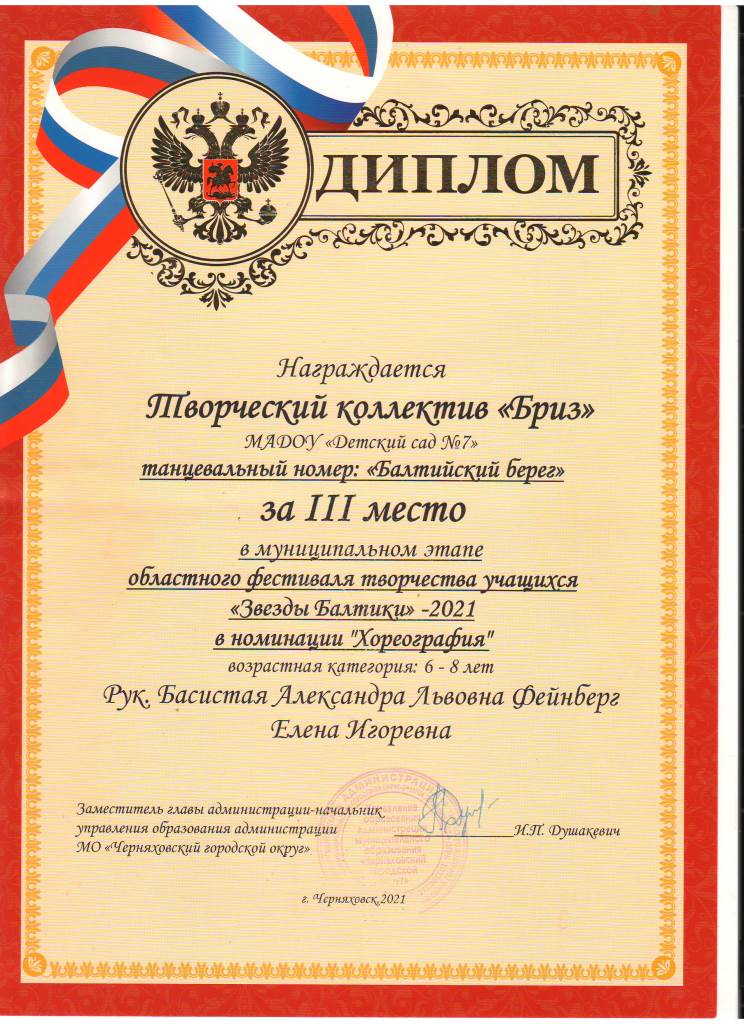 ДИПЛОМ
Награждается
Творческий коллектив «Бриз»
МАДОУ «Детский сад №7»
танцевальный номер: «Балтийский берег»
за III место
в муниципальном этапе
областного фестиваля творчества учащихся
«Звезды Балтики» -2021
в номинации "Хореография"
возрастная категория: 6 - 8 лет
Рук. Басистая Александра Львовна Фейнберг
Елена Игоревна
Заместитель главы администрации-начальник
управления образования администрации
МО «Черняховский городской округ»
И.П. Душакевич
г. Черняховск,2021